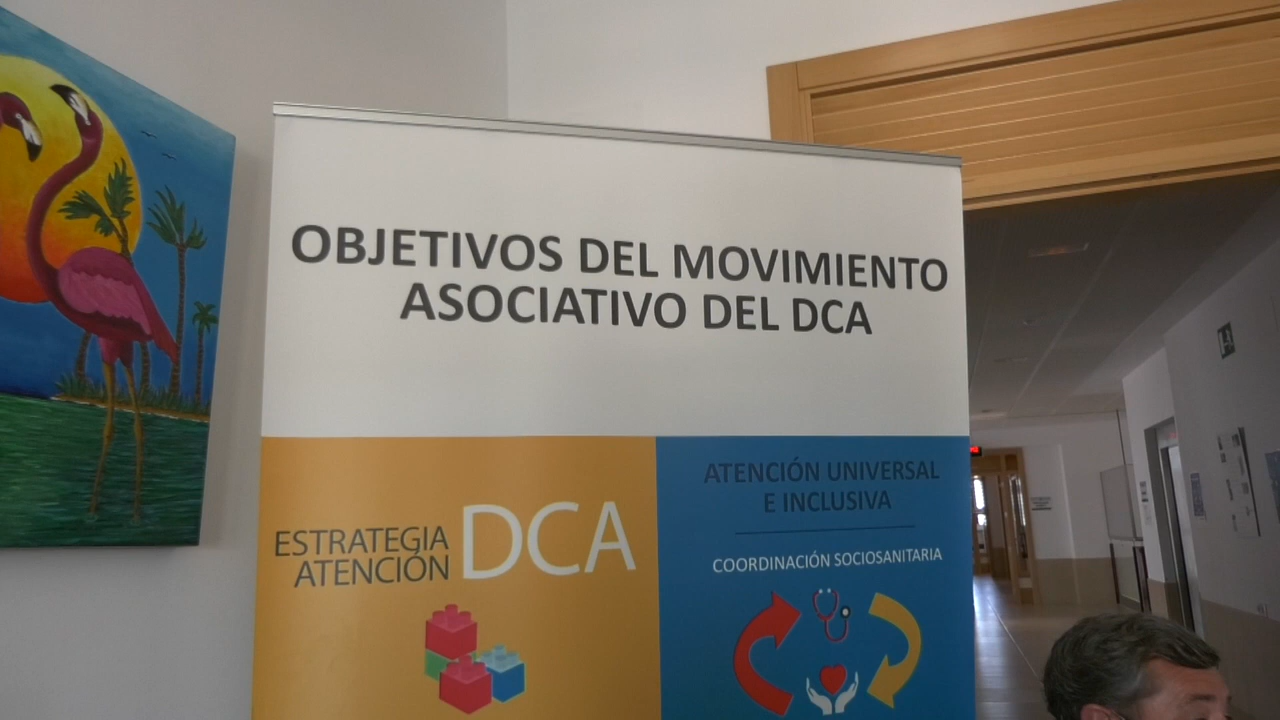 OBJETIVOS DEL MOVIMIENTO
ASOCIATIVO DEL DCA
ESTRATEGIA
ATENCIÓN
DCA
ATENCIÓN UNIVERSAL
E INCLUSIVA
COORDINACIÓN SOCIOSANITARIA